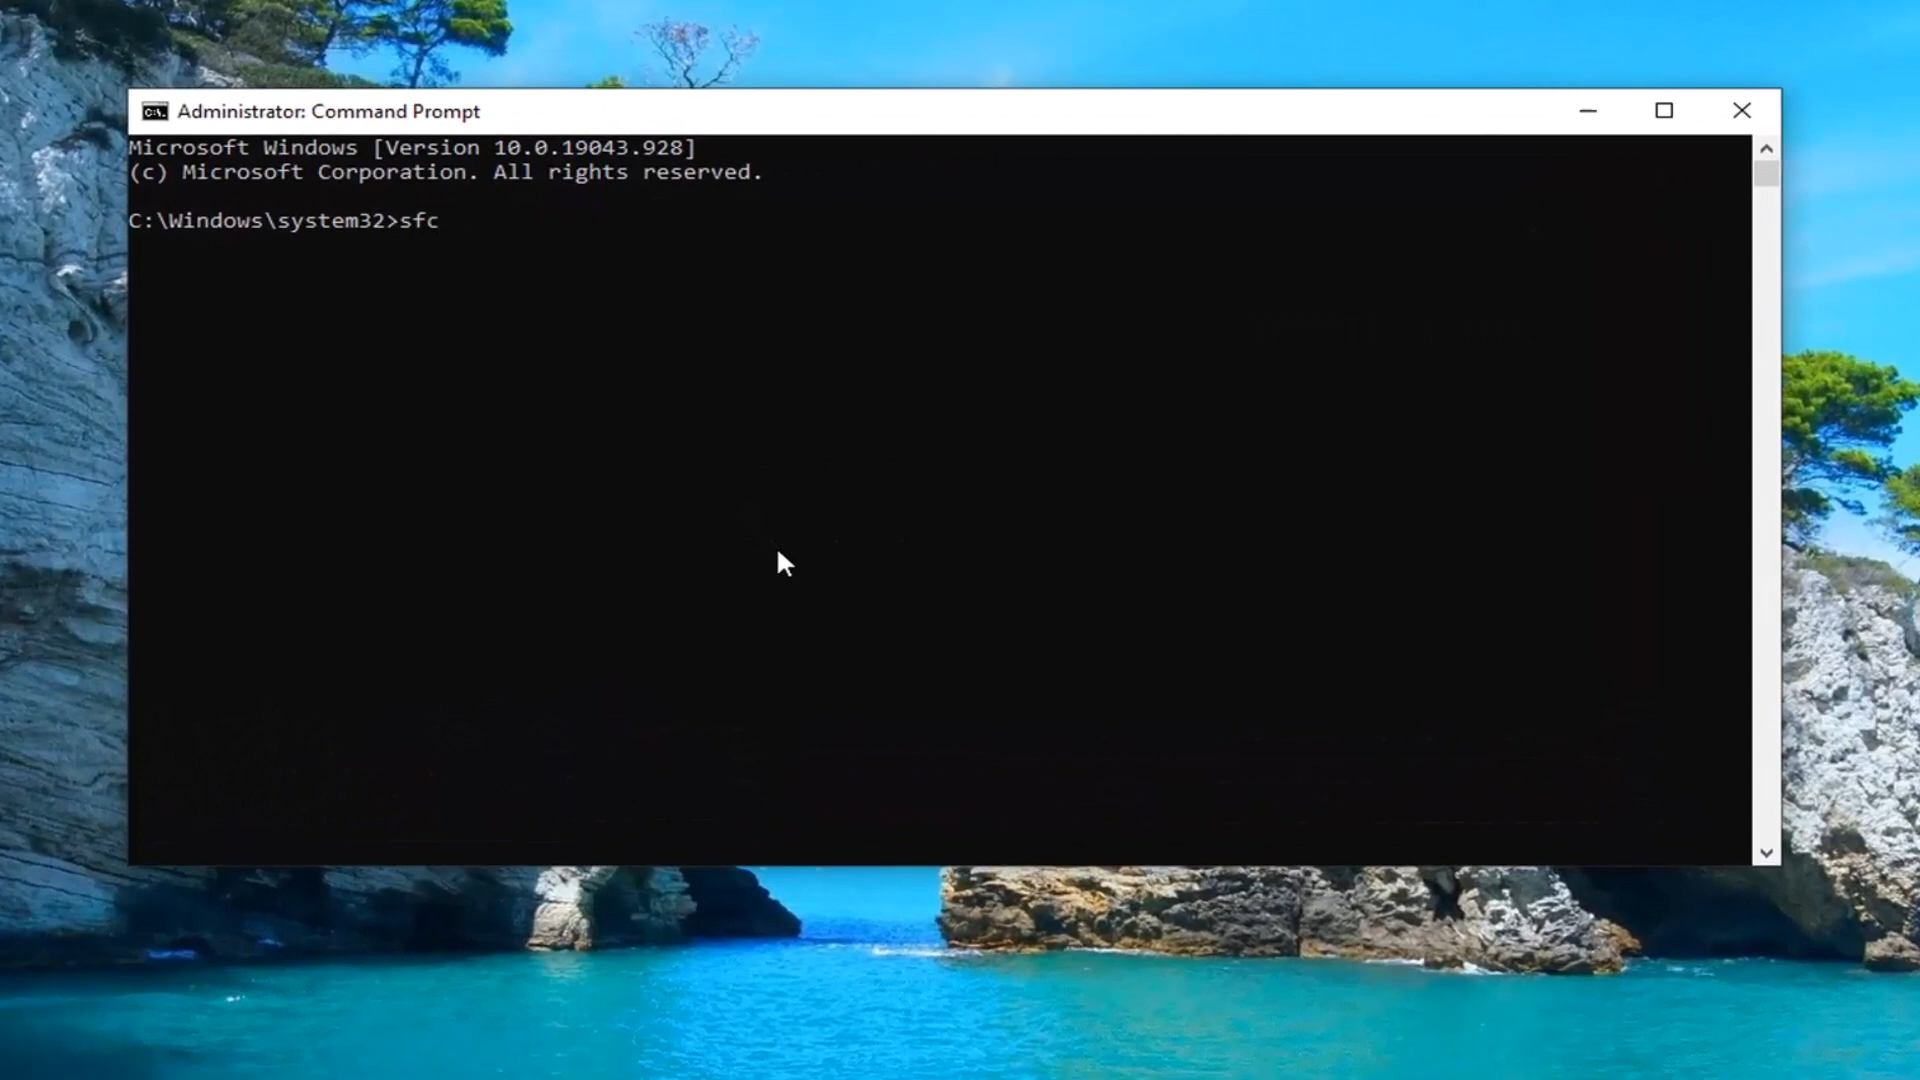 Administrator: Command Prompt
Microsoft Windows [Version 10.0.19043.928]
(c) Microsoft Corporation. All rights reserved.
C:\Windows\system32>sfc